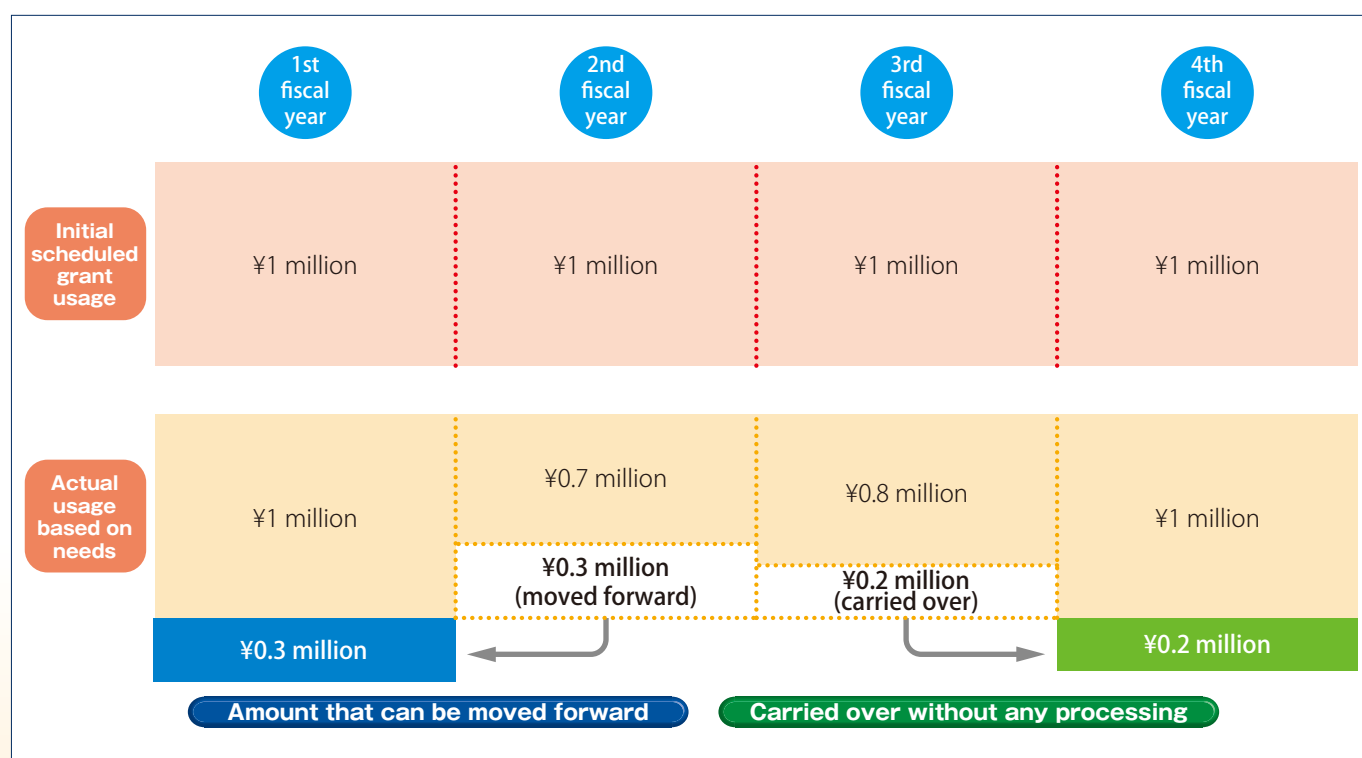 1st
fiscal
year
2nd
fiscal
year
3rd
fiscal
year
4th
fiscal
year
Initial
scheduled
grant
usage
¥1 million
¥1 million
¥1 million
¥1 million
Actual
usage
based on
needs
¥1 million
¥0.7 million
¥0.3 million
(moved forward)
¥0.8 million
¥0.2 million
(carried over)
¥1 million
¥0.3 million
¥0.2 million
Amount that can be moved forward
Carried over without any processing